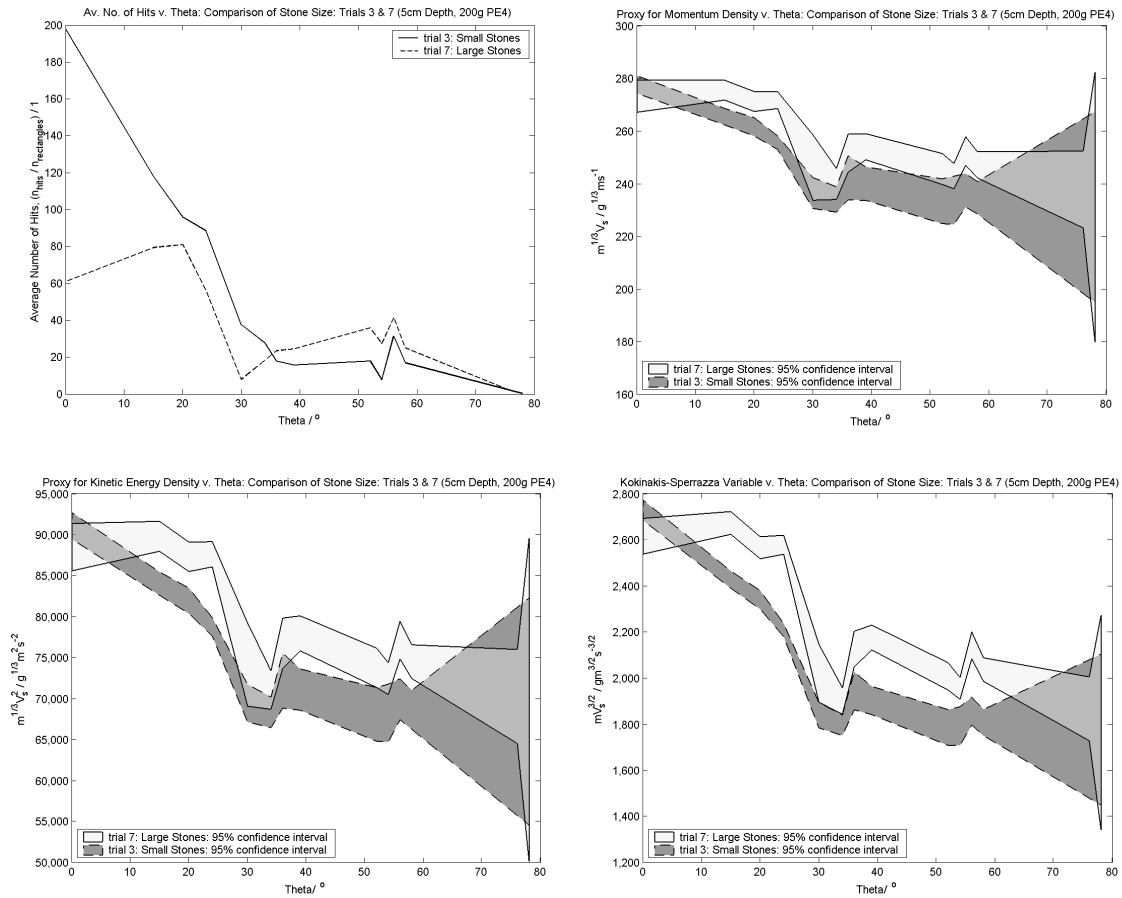 Av. No. of Hits v. Theta: Comparison of Stone Size: Trials 3 & 7 (5cm Depth, 200g PE4)
trial 3: Small Stones
trial 7: Large Stones
Average Number of Hits, (n_hits / n_rectangles) / 1
200
180
160
140
120
100
80
60
40
20
0
0 10 20 30 40 50 60 70 80
Theta / °
Proxy for Momentum Density v. Theta: Comparison of Stone Size: Trials 3 & 7 (5cm Depth, 200g PE4)
m^1/3V_s / g^1/3ms^-1
300
280
260
240
220
200
180
160
trial 7: Large Stones: 95% confidence interval
trial 3: Small Stones: 95% confidence interval
0 10 20 30 40 50 60 70 80
Theta/ °
Proxy for Kinetic Energy Density v. Theta: Comparison of Stone Size: Trials 3 & 7 (5cm Depth, 200g PE4)
m^1/3V_s^2 / g^1/3m^2s^-2
95,000
90,000
85,000
80,000
75,000
70,000
65,000
60,000
55,000
50,000
trial 7: Large Stones: 95% confidence interval
trial 3: Small Stones: 95% confidence interval
0 10 20 30 40 50 60 70 80
Theta/ °
Kokinakis-Sperrazza Variable v. Theta: Comparison of Stone Size: Trials 3 & 7 (5cm Depth, 200g PE4)
mV_s^3/2 / gm^3/2s^-3/2
2,800
2,600
2,400
2,200
2,000
1,800
1,600
1,400
1,200
trial 7: Large Stones: 95% confidence interval
trial 3: Small Stones: 95% confidence interval
0 10 20 30 40 50 60 70 80
Theta/ °